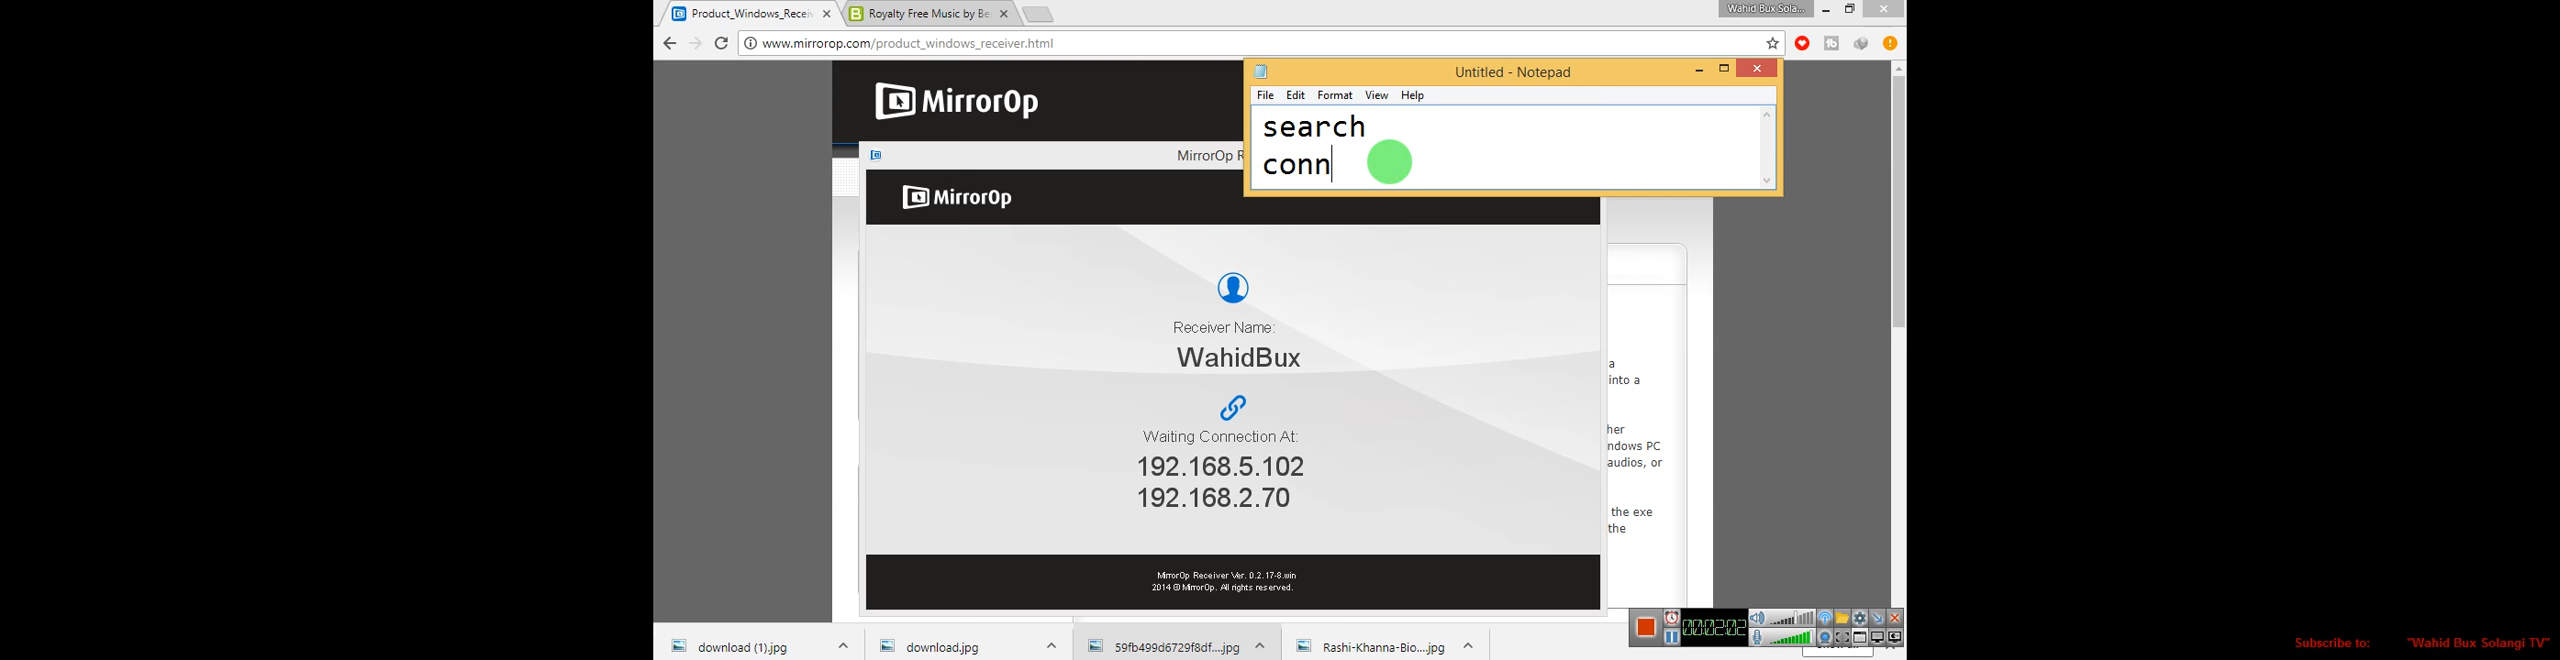 Product_Windows_Receiv
Royalty Free Music by Be
Wahid Bux Sola...
www.mirrorop.com/product_windows_receiver.html
MirrorOp
Untitled - Notepad
File Edit Format View Help
search
conn
MirrorOp R
MirrorOp
Receiver Name:
WahidBux
Waiting Connection At:
192.168.5.102
192.168.2.70
MirrorOp Receiver Ver. 0.2.17-8.win
2014 © MirrorOp. All rights reserved.
a
into a
her
ndows PC
audios, or
the exe
the
00:02:02
download (1).jpg
download.jpg
59fb499d6729f8df....jpg
Rashi-Khanna-Bio....jpg
Subscribe to: "Wahid Bux Solangi TV"